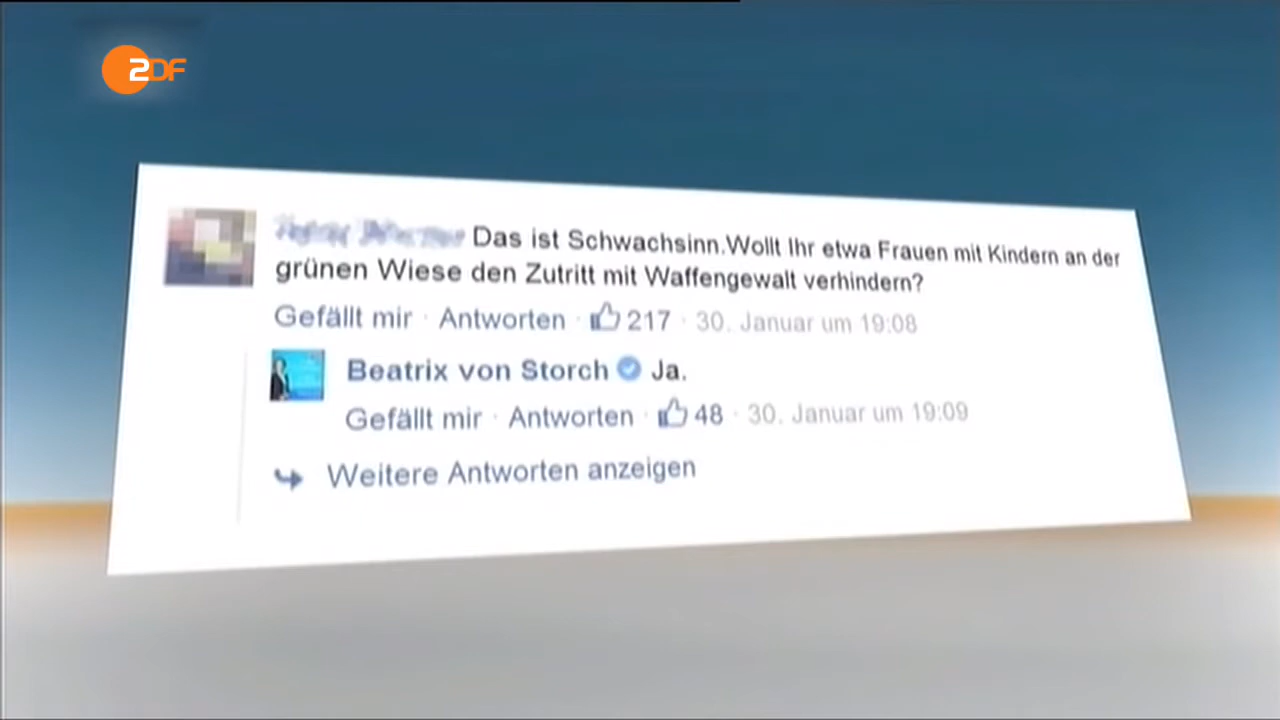 ZDF
Das ist Schwachsinn.Wollt Ihr etwa Frauen mit Kindern an der
grünen Wiese den Zutritt mit Waffengewalt verhindern?
Gefällt mir · Antworten · 217 · 30. Januar um 19:08
Beatrix von Storch Ja.
Gefällt mir · Antworten · 48 · 30. Januar um 19:09
Weitere Antworten anzeigen